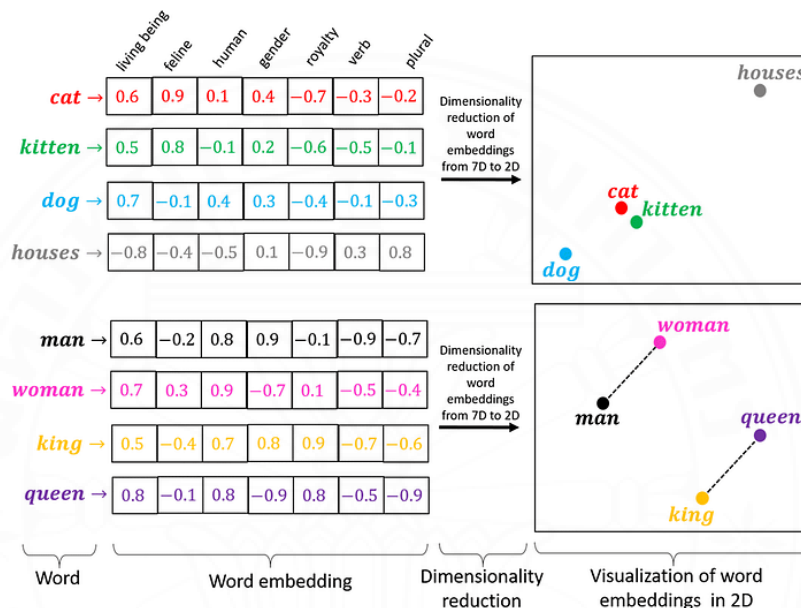 living being feline human gender royalty verb plural
cat → 0.6 0.9 0.1 0.4 −0.7 −0.3 −0.2
kitten → 0.5 0.8 −0.1 0.2 −0.6 −0.5 −0.1
dog → 0.7 −0.1 0.4 0.3 −0.4 −0.1 −0.3
houses → −0.8 −0.4 −0.5 0.1 −0.9 0.3 0.8
Dimensionality
reduction of
word
embeddings
from 7D to 2D
houses
cat
kitten
dog
man → 0.6 −0.2 0.8 0.9 −0.1 −0.9 −0.7
woman → 0.7 0.3 0.9 −0.7 0.1 −0.5 −0.4
king → 0.5 −0.4 0.7 0.8 0.9 −0.7 −0.6
queen → 0.8 −0.1 0.8 −0.9 0.8 −0.5 −0.9
Dimensionality
reduction of
word
embeddings
from 7D to 2D
woman
man
queen
king
Word
Word embedding
Dimensionality
reduction
Visualization of word
embeddings in 2D